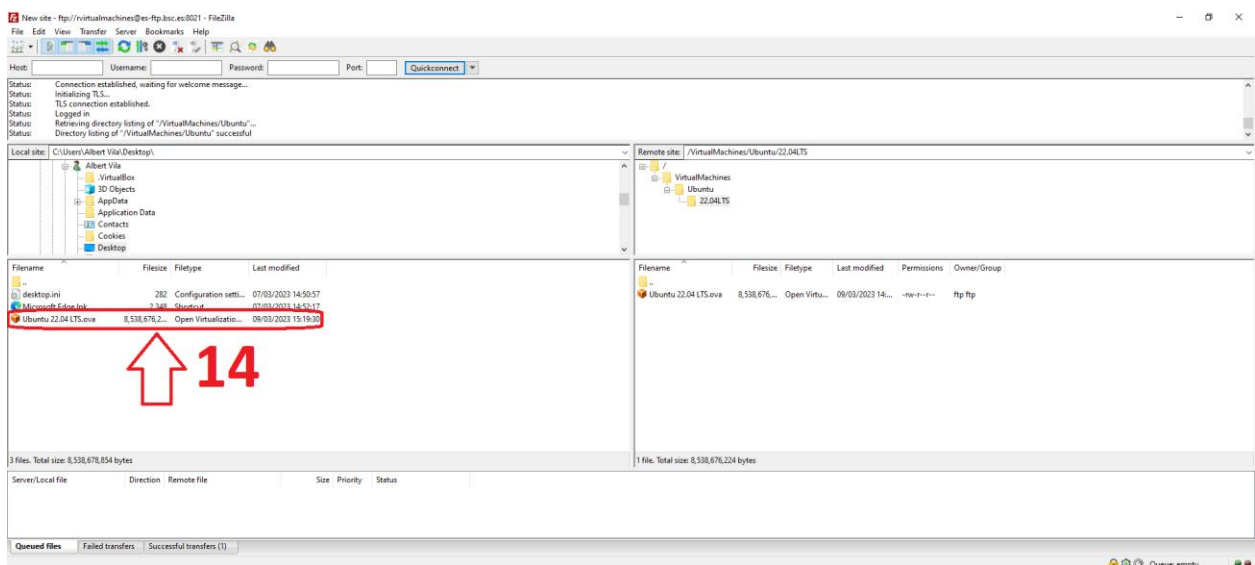 New site - ftp://rvirtualmachines@es-ftp.bsc.es:8021 - FileZilla
File Edit View Transfer Server Bookmarks Help
Host: Username: Password: Port: Quickconnect
Status: Connection established, waiting for welcome message...
Status: Initializing TLS...
Status: TLS connection established.
Status: Logged in
Status: Retrieving directory listing of "/VirtualMachines/Ubuntu"...
Status: Directory listing of "/VirtualMachines/Ubuntu" successful
Local site: C:\Users\Albert Vila\Desktop\
Albert Vila
.VirtualBox
3D Objects
AppData
Application Data
Contacts
Cookies
Desktop
Remote site: /VirtualMachines/Ubuntu/22.04LTS
/
VirtualMachines
Ubuntu
22.04LTS
Filename Filesize Filetype Last modified
..
desktop.ini 282 Configuration setti... 07/03/2023 14:50:57
Microsoft Edge.lnk 2,348 Shortcut 07/03/2023 14:52:17
Ubuntu 22.04 LTS.ova 8,538,676,2... Open Virtualizatio... 09/03/2023 15:19:30
14
3 files. Total size: 8,538,678,854 bytes
Filename Filesize Filetype Last modified Permissions Owner/Group
..
Ubuntu 22.04 LTS.ova 8,538,676,... Open Virtu... 09/03/2023 14:... -rw-r--r-- ftp ftp
1 file. Total size: 8,538,676,224 bytes
Server/Local file Direction Remote file Size Priority Status
Queued files Failed transfers Successful transfers (1)
Queue: empty